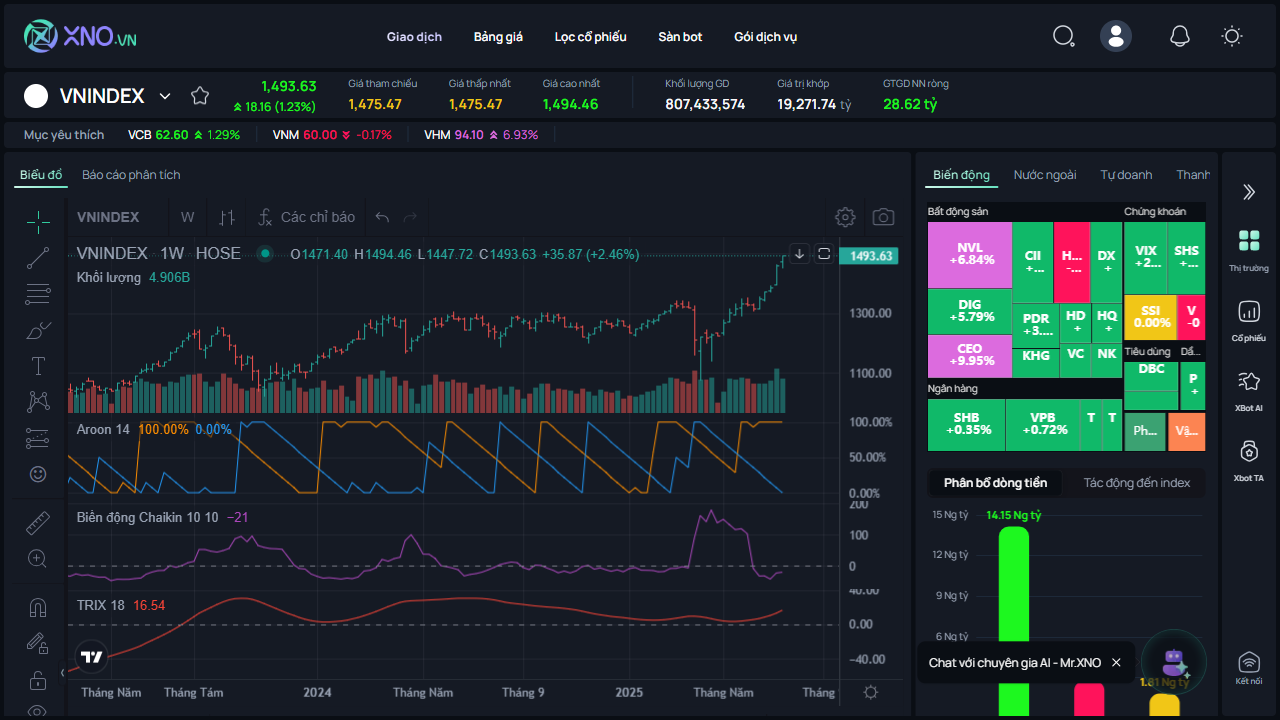 XNO.VN
Giao dịch
Bảng giá
Lọc cổ phiếu
Sàn bot
Gói dịch vụ
VNINDEX
1,493.63
18.16 (1.23%)
Giá tham chiếu
1,475.47
Giá thấp nhất
1,475.47
Giá cao nhất
1,494.46
Khối lượng GD
807,433,574
Giá trị khớp
19,271.74 tỷ
GTGD NN ròng
28.62 tỷ
Mục yêu thích
VCB 62.60 1.29%
VNM 60.00 -0.17%
VHM 94.10 6.93%
Biểu đồ
Báo cáo phân tích
VNINDEX
W
Các chỉ báo
VNINDEX 1W HOSE
O1471.40 H1494.46 L1447.72 C1493.63 +35.87 (+2.46%)
Khối lượng 4.906B
1493.63
1300.00
1100.00
Aroon 14 100.00% 0.00%
100.00%
50.00%
0.00%
Biến động Chaikin 10 10 −21
200
100
0
TRIX 18 16.54
40.00
0.00
−40.00
Tháng Năm
Tháng Tám
2024
Tháng Năm
Tháng 9
2025
Tháng Năm
Tháng
Biến động
Nước ngoài
Tự doanh
Thanh
Bất động sản
NVL
+6.84%
DIG
+5.79%
CEO
+9.95%
CII
+...
H...
-...
DX
+
PDR
+3....
HD
+
HQ
+
KHG
VC
NK
Chứng khoán
VIX
+2...
SHS
+...
SSI
0.00%
V
-0
Tiêu dùng
Dầ...
DBC
P
+
Ph...
Vậ...
Ngân hàng
SHB
+0.35%
VPB
+0.72%
T
T
Phân bổ dòng tiền
Tác động đến index
15 Ng tỷ
12 Ng tỷ
9 Ng tỷ
6 Ng tỷ
14.15 Ng tỷ
1.81 Ng tỷ
Chat với chuyên gia AI - Mr.XNO
Thị trường
Cổ phiếu
XBot AI
Xbot TA
Kết nối